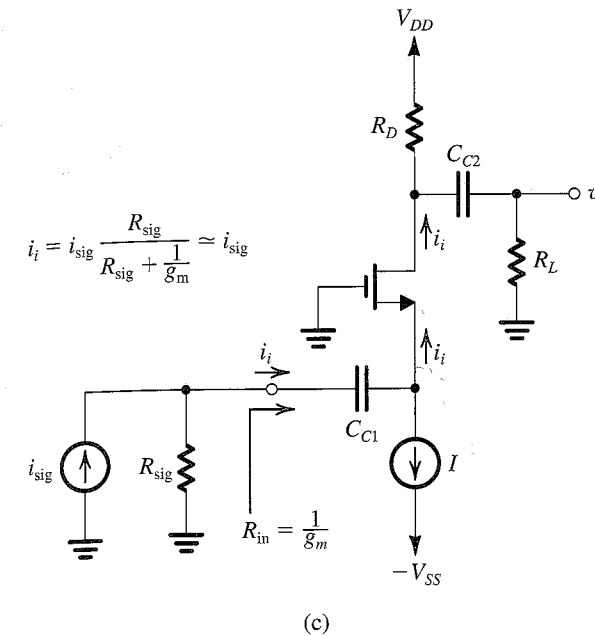 V_DD
R_D
C_C2
i_i = i_sig R_sig / (R_sig + 1/g_m) ≃ i_sig
i_i
R_L
i_i
i_i
C_C1
i_sig
R_sig
I
R_in = 1/g_m
−V_SS
(c)